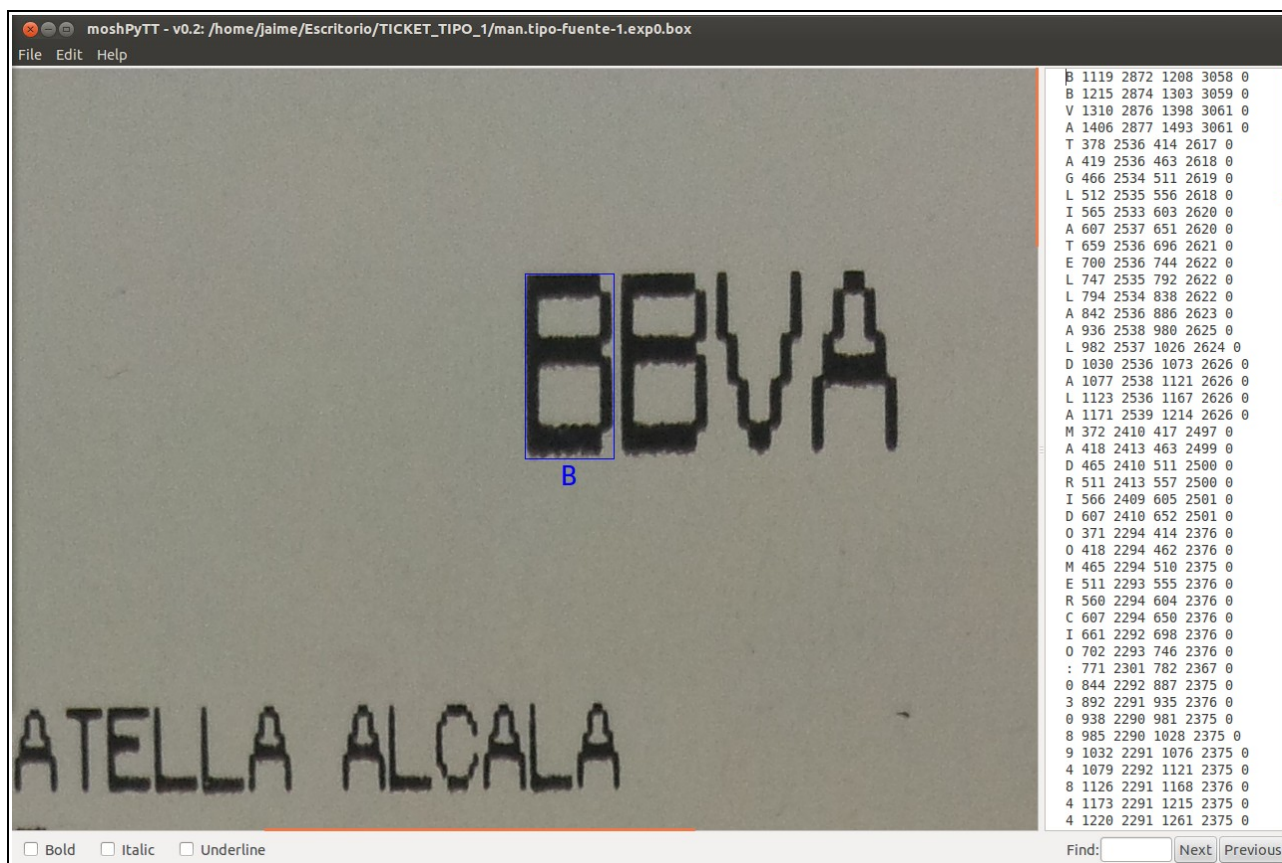 moshPyTT - v0.2: /home/jaime/Escritorio/TICKET_TIPO_1/man.tipo-fuente-1.exp0.box
File Edit Help
BBVA
B
ATELLA ALCALA
B 1119 2872 1208 3058 0
B 1215 2874 1303 3059 0
V 1310 2876 1398 3061 0
A 1406 2877 1493 3061 0
T 378 2536 414 2617 0
A 419 2536 463 2618 0
G 466 2534 511 2619 0
L 512 2535 556 2618 0
I 565 2533 603 2620 0
A 607 2537 651 2620 0
T 659 2536 696 2621 0
E 700 2536 744 2622 0
L 747 2535 792 2622 0
L 794 2534 838 2622 0
A 842 2536 886 2623 0
A 936 2538 980 2625 0
L 982 2537 1026 2624 0
D 1030 2536 1073 2626 0
A 1077 2538 1121 2626 0
L 1123 2536 1167 2626 0
A 1171 2539 1214 2626 0
M 372 2410 417 2497 0
A 418 2413 463 2499 0
D 465 2410 511 2500 0
R 511 2413 557 2500 0
I 566 2409 605 2501 0
D 607 2410 652 2501 0
O 371 2294 414 2376 0
O 418 2294 462 2376 0
M 465 2294 510 2375 0
E 511 2293 555 2376 0
R 560 2294 604 2376 0
C 607 2294 650 2376 0
I 661 2292 698 2376 0
O 702 2293 746 2376 0
: 771 2301 782 2367 0
0 844 2292 887 2375 0
3 892 2291 935 2376 0
0 938 2290 981 2375 0
8 985 2290 1028 2375 0
9 1032 2291 1076 2375 0
4 1079 2292 1121 2375 0
8 1126 2291 1168 2376 0
4 1173 2291 1215 2375 0
4 1220 2291 1261 2375 0
Bold Italic Underline
Find: Next Previous